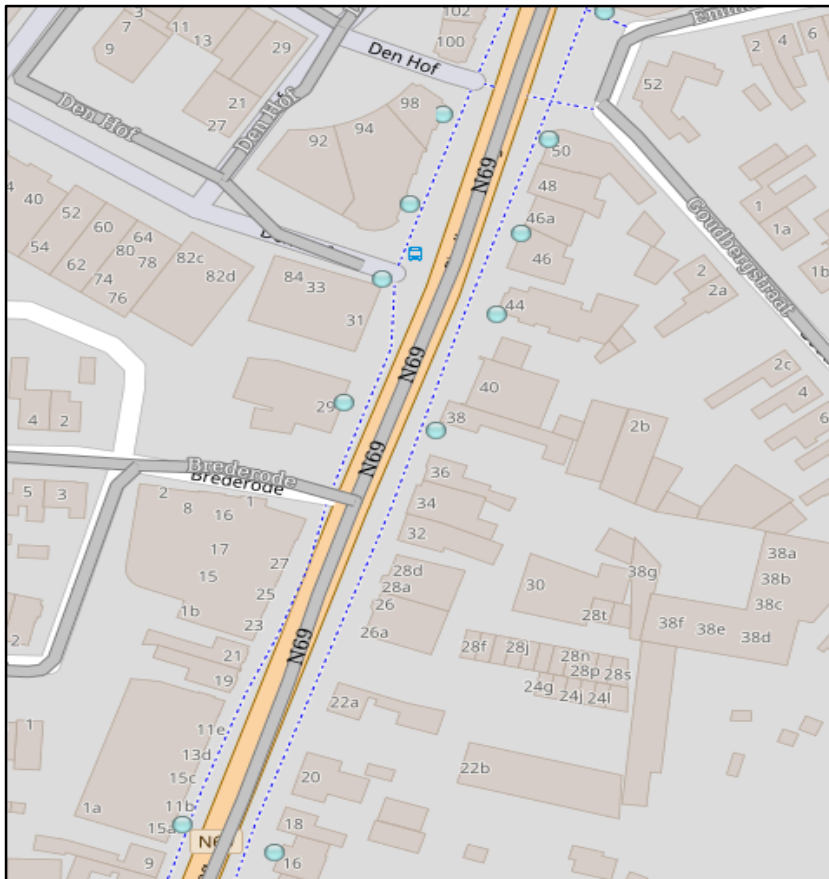 3
11
7
13
9
29
21
27
Den Hof
Den Hof
Den Hof
102
100
98
94
92
N69
50
48
46a
46
52
2
4
6
1
1a
1b
Goudbergstraat
2
2a
4
40
52
60
64
54
80
78
62
74
76
82c
82d
84
33
31
44
N69
40
2c
4
6
29
38
2b
4
2
N69
Brederode
Brederode
36
34
32
5
3
2
8
16
1
17
15
27
25
1b
23
28d
28a
26
26a
30
28t
38g
38a
38b
38c
38f
38e
38d
2
N69
21
19
28f
28j
28n
28p
28s
24g
24j
24l
22a
1
11e
13d
15c
11b
15a
1a
20
22b
18
16
9